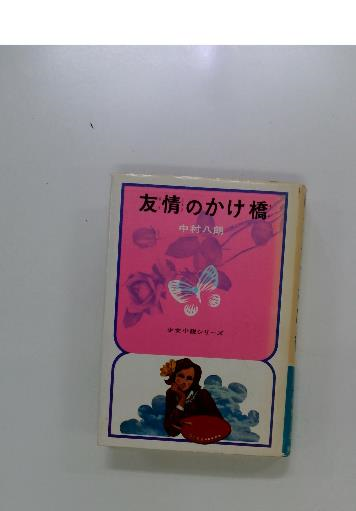 友情のかけ橋
中村八朗
少女小説シリーズ